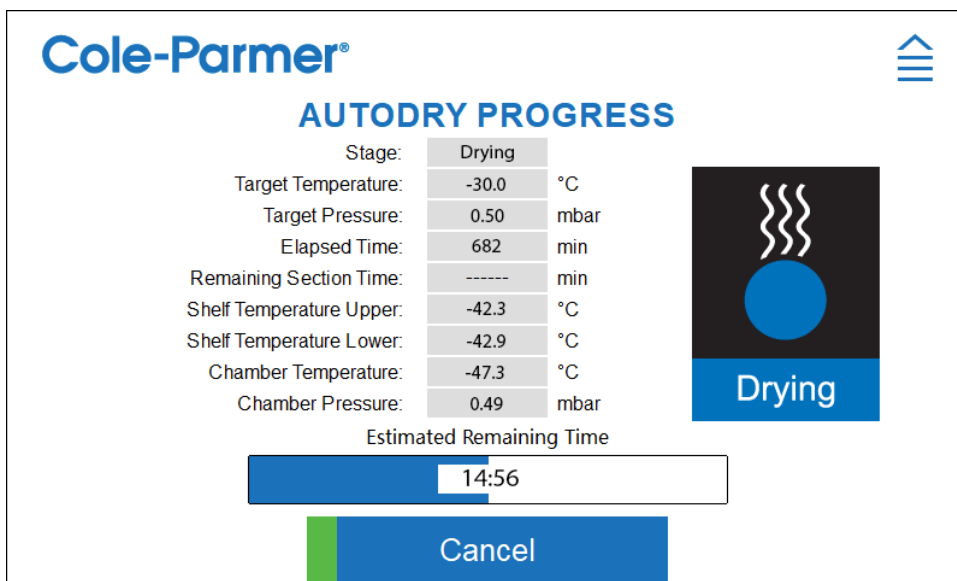 Cole-Parmer®
AUTODRY PROGRESS
Stage: Drying
Target Temperature: -30.0 °C
Target Pressure: 0.50 mbar
Elapsed Time: 682 min
Remaining Section Time: ------ min
Shelf Temperature Upper: -42.3 °C
Shelf Temperature Lower: -42.9 °C
Chamber Temperature: -47.3 °C
Chamber Pressure: 0.49 mbar
Drying
Estimated Remaining Time
14:56
Cancel